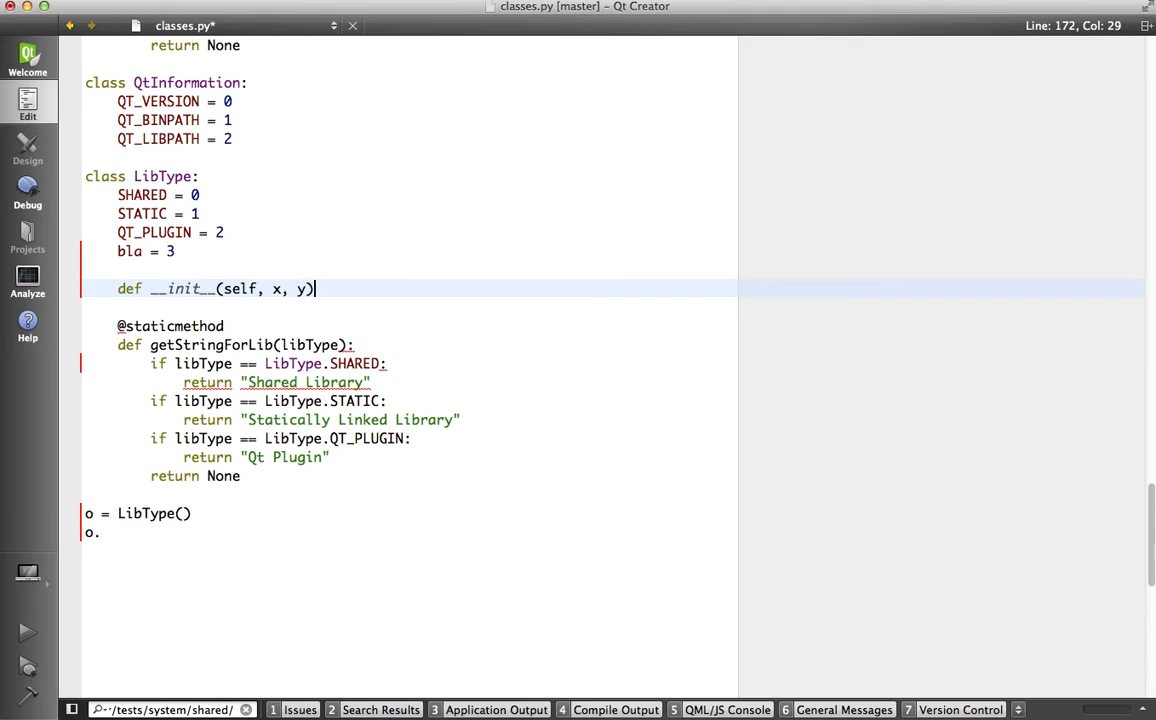 classes.py [master] – Qt Creator
classes.py*
Line: 172, Col: 29
Welcome
Edit
Design
Debug
Projects
Analyze
Help
return None
class QtInformation:
QT_VERSION = 0
QT_BINPATH = 1
QT_LIBPATH = 2
class LibType:
SHARED = 0
STATIC = 1
QT_PLUGIN = 2
bla = 3
def __init__(self, x, y)
@staticmethod
def getStringForLib(libType):
if libType == LibType.SHARED:
return "Shared Library"
if libType == LibType.STATIC:
return "Statically Linked Library"
if libType == LibType.QT_PLUGIN:
return "Qt Plugin"
return None
o = LibType()
o.
/tests/system/shared/ 1 Issues 2 Search Results 3 Application Output 4 Compile Output 5 QML/JS Console 6 General Messages 7 Version Control